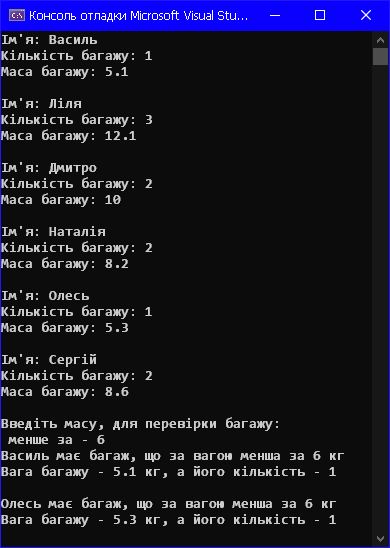 Консоль отладки Microsoft Visual Stu...
Ім'я: Василь
Кількість багажу: 1
Маса багажу: 5.1
Ім'я: Ліля
Кількість багажу: 3
Маса багажу: 12.1
Ім'я: Дмитро
Кількість багажу: 2
Маса багажу: 10
Ім'я: Наталія
Кількість багажу: 2
Маса багажу: 8.2
Ім'я: Олесь
Кількість багажу: 1
Маса багажу: 5.3
Ім'я: Сергій
Кількість багажу: 2
Маса багажу: 8.6
Введіть масу, для перевірки багажу:
менше за - 6
Василь має багаж, що за вагою менша за 6 кг
Вага багажу - 5.1 кг, а його кількість - 1
Олесь має багаж, що за вагою менша за 6 кг
Вага багажу - 5.3 кг, а його кількість - 1